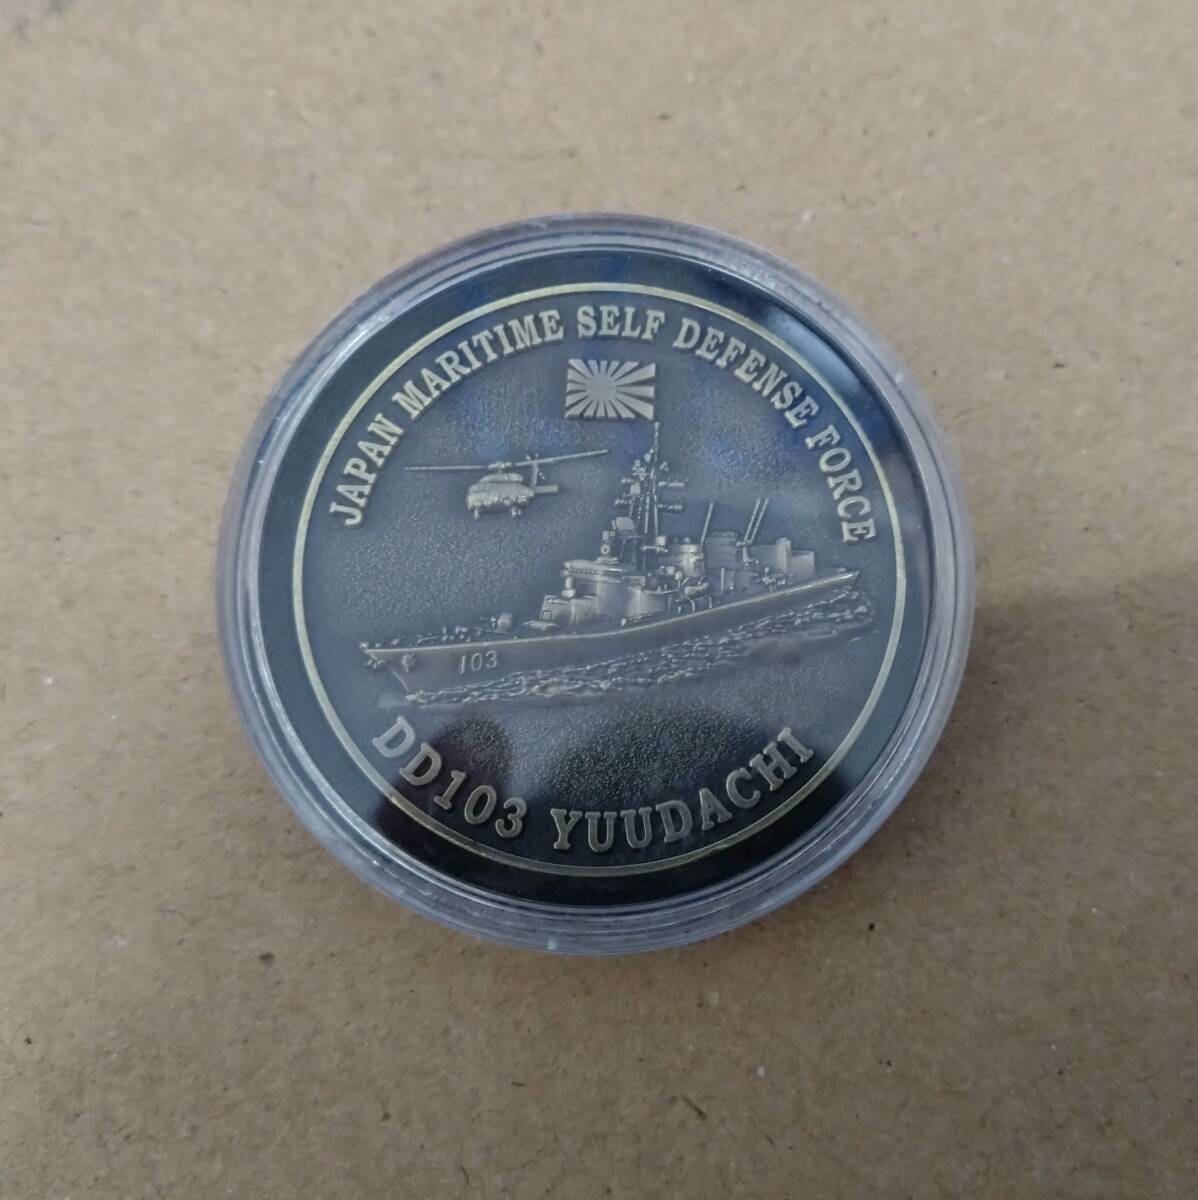 JAPAN MARITIME SELF DEFENSE FORCE
103
DD103 YUUDACHI